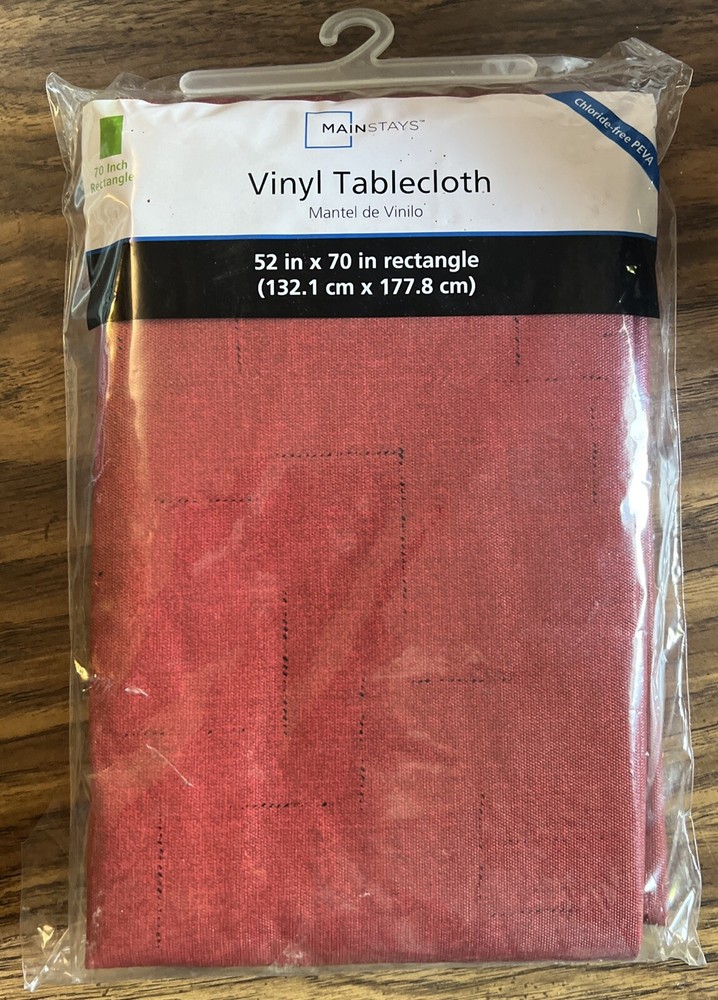 MAINSTAYS™
Chloride-free PEVA
70 Inch
Rectangle
Vinyl Tablecloth
Mantel de Vinilo
52 in x 70 in rectangle
(132.1 cm x 177.8 cm)